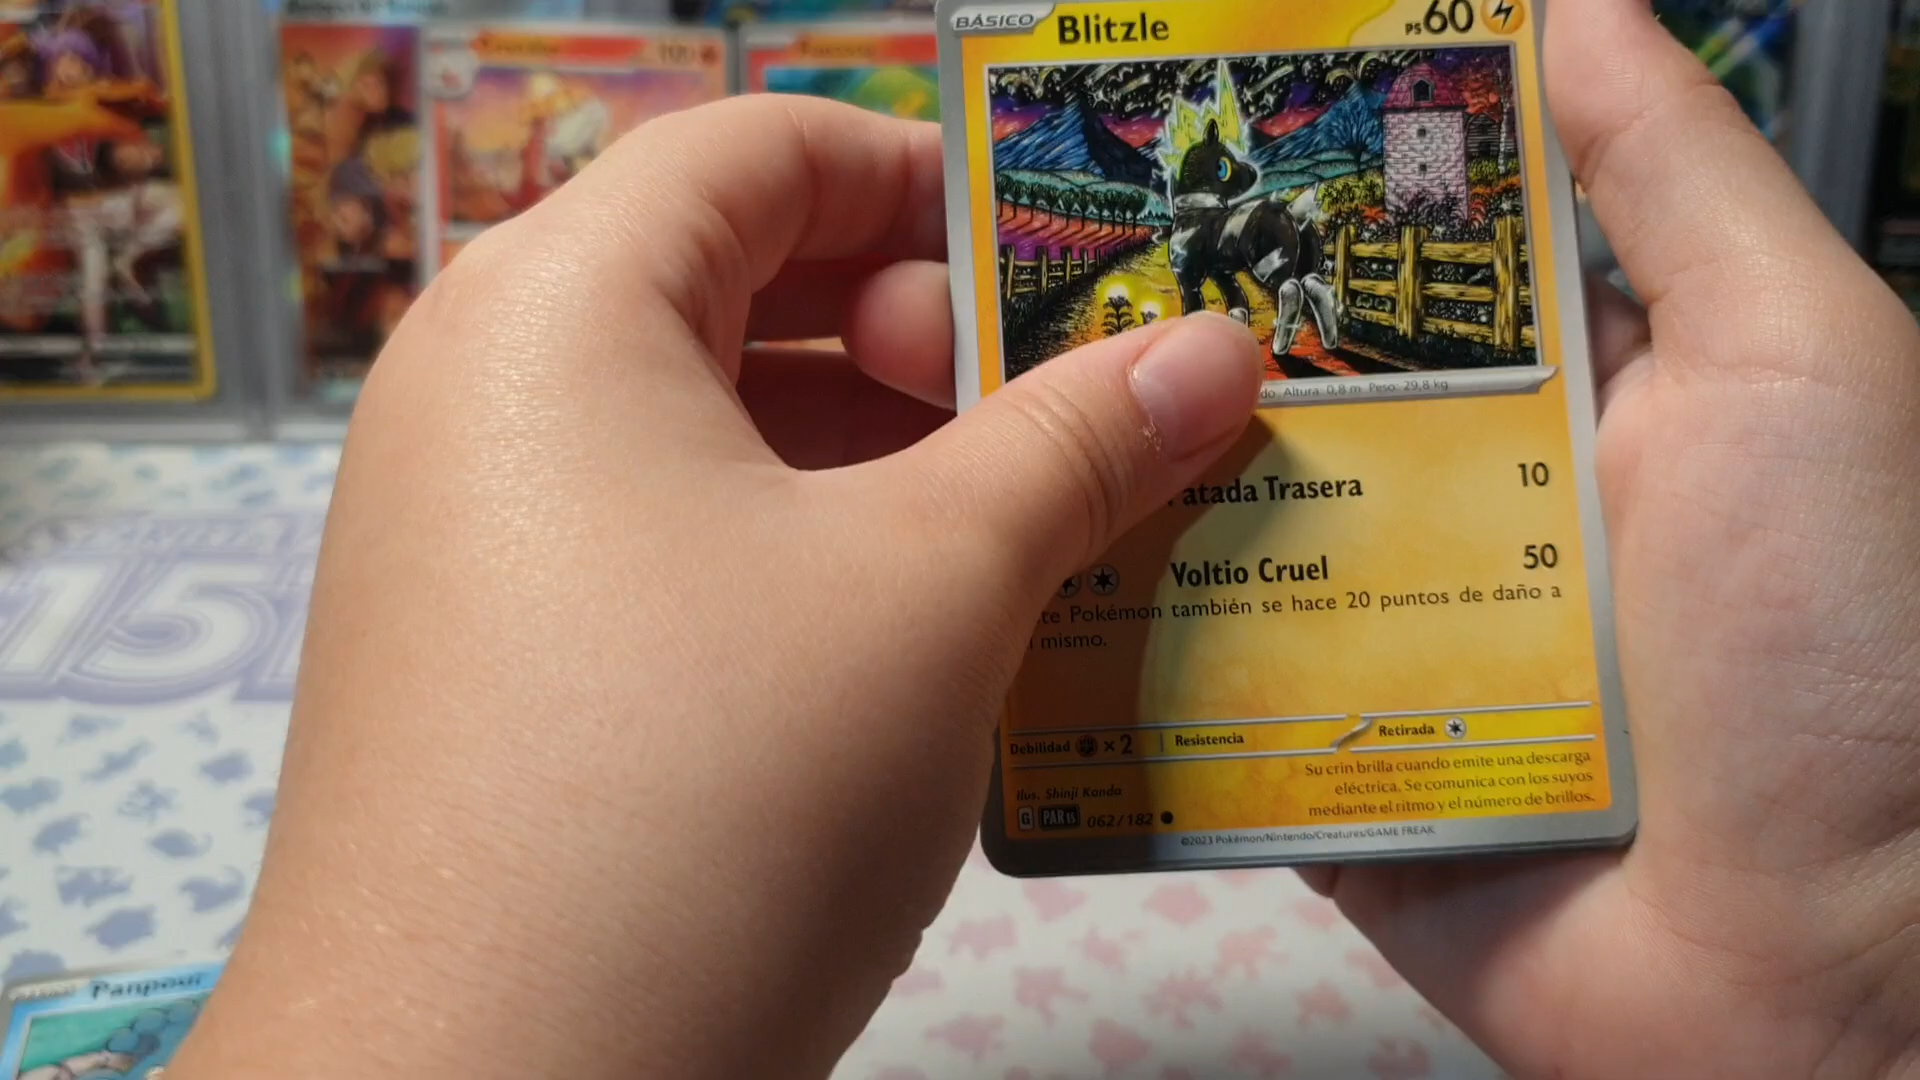 BÁSICO Blitzle PS 60
do Altura: 0,8 m Peso: 29,8 kg
atada Trasera 10
Voltio Cruel 50
te Pokémon también se hace 20 puntos de daño a
mismo.
Debilidad × 2 Resistencia Retirada
Su crin brilla cuando emite una descarga
eléctrica. Se comunica con los suyos
mediante el ritmo y el número de brillos.
Ilus. Shinji Kanda
G PAR ES 062/182
©2023 Pokémon/Nintendo/Creatures/GAME FREAK
151
Panpour